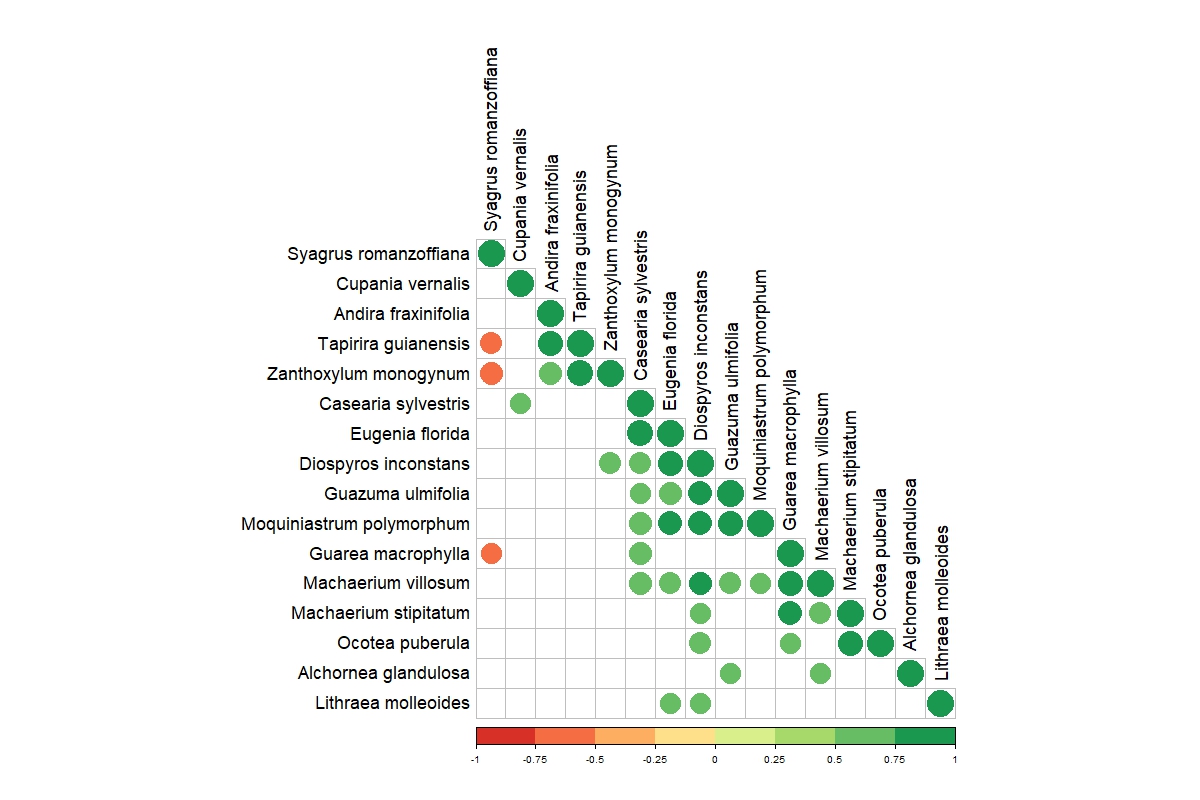 Syagrus romanzoffiana
Cupania vernalis
Andira fraxinifolia
Tapirira guianensis
Zanthoxylum monogynum
Casearia sylvestris
Eugenia florida
Diospyros inconstans
Guazuma ulmifolia
Moquiniastrum polymorphum
Guarea macrophylla
Machaerium villosum
Machaerium stipitatum
Ocotea puberula
Alchornea glandulosa
Lithraea molleoides
Syagrus romanzoffiana
Cupania vernalis
Andira fraxinifolia
Tapirira guianensis
Zanthoxylum monogynum
Casearia sylvestris
Eugenia florida
Diospyros inconstans
Guazuma ulmifolia
Moquiniastrum polymorphum
Guarea macrophylla
Machaerium villosum
Machaerium stipitatum
Ocotea puberula
Alchornea glandulosa
Lithraea molleoides
-1 -0.75 -0.5 -0.25 0 0.25 0.5 0.75 1